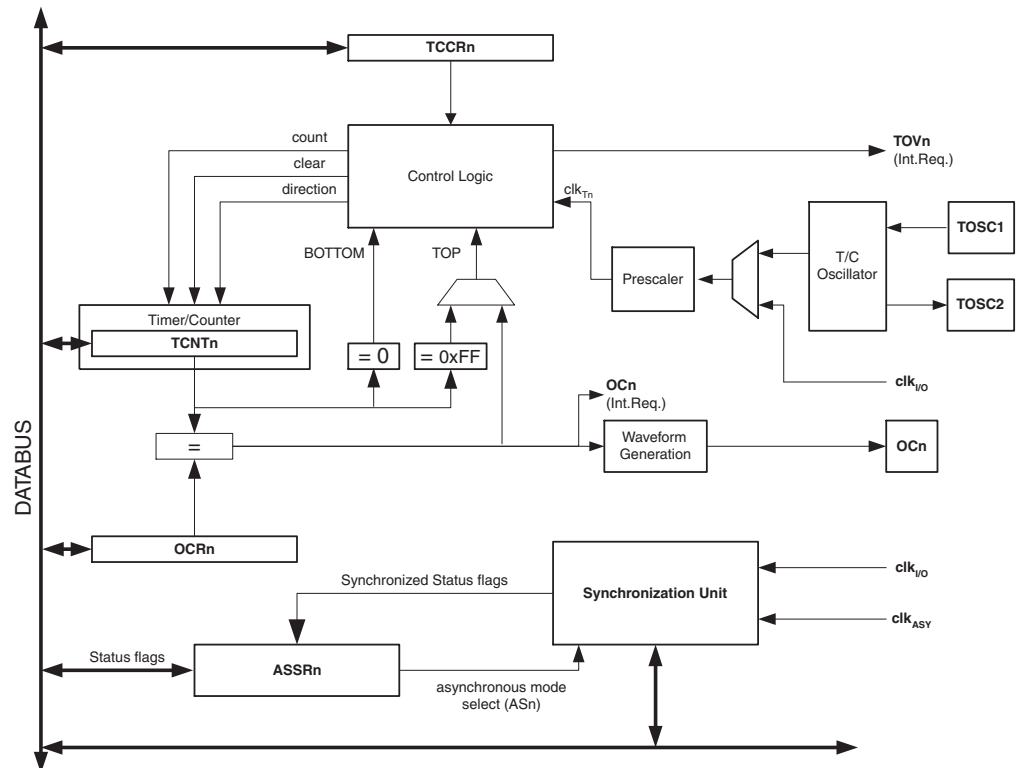 TCCRn
count
clear
direction
Control Logic
clkTn
TOVn
(Int.Req.)
BOTTOM
TOP
Prescaler
T/C
Oscillator
TOSC1
TOSC2
Timer/Counter
TCNTn
= 0
= 0xFF
clkI/O
OCn
(Int.Req.)
=
Waveform
Generation
OCn
DATABUS
OCRn
Synchronized Status flags
Synchronization Unit
clkI/O
clkASY
Status flags
ASSRn
asynchronous mode
select (ASn)